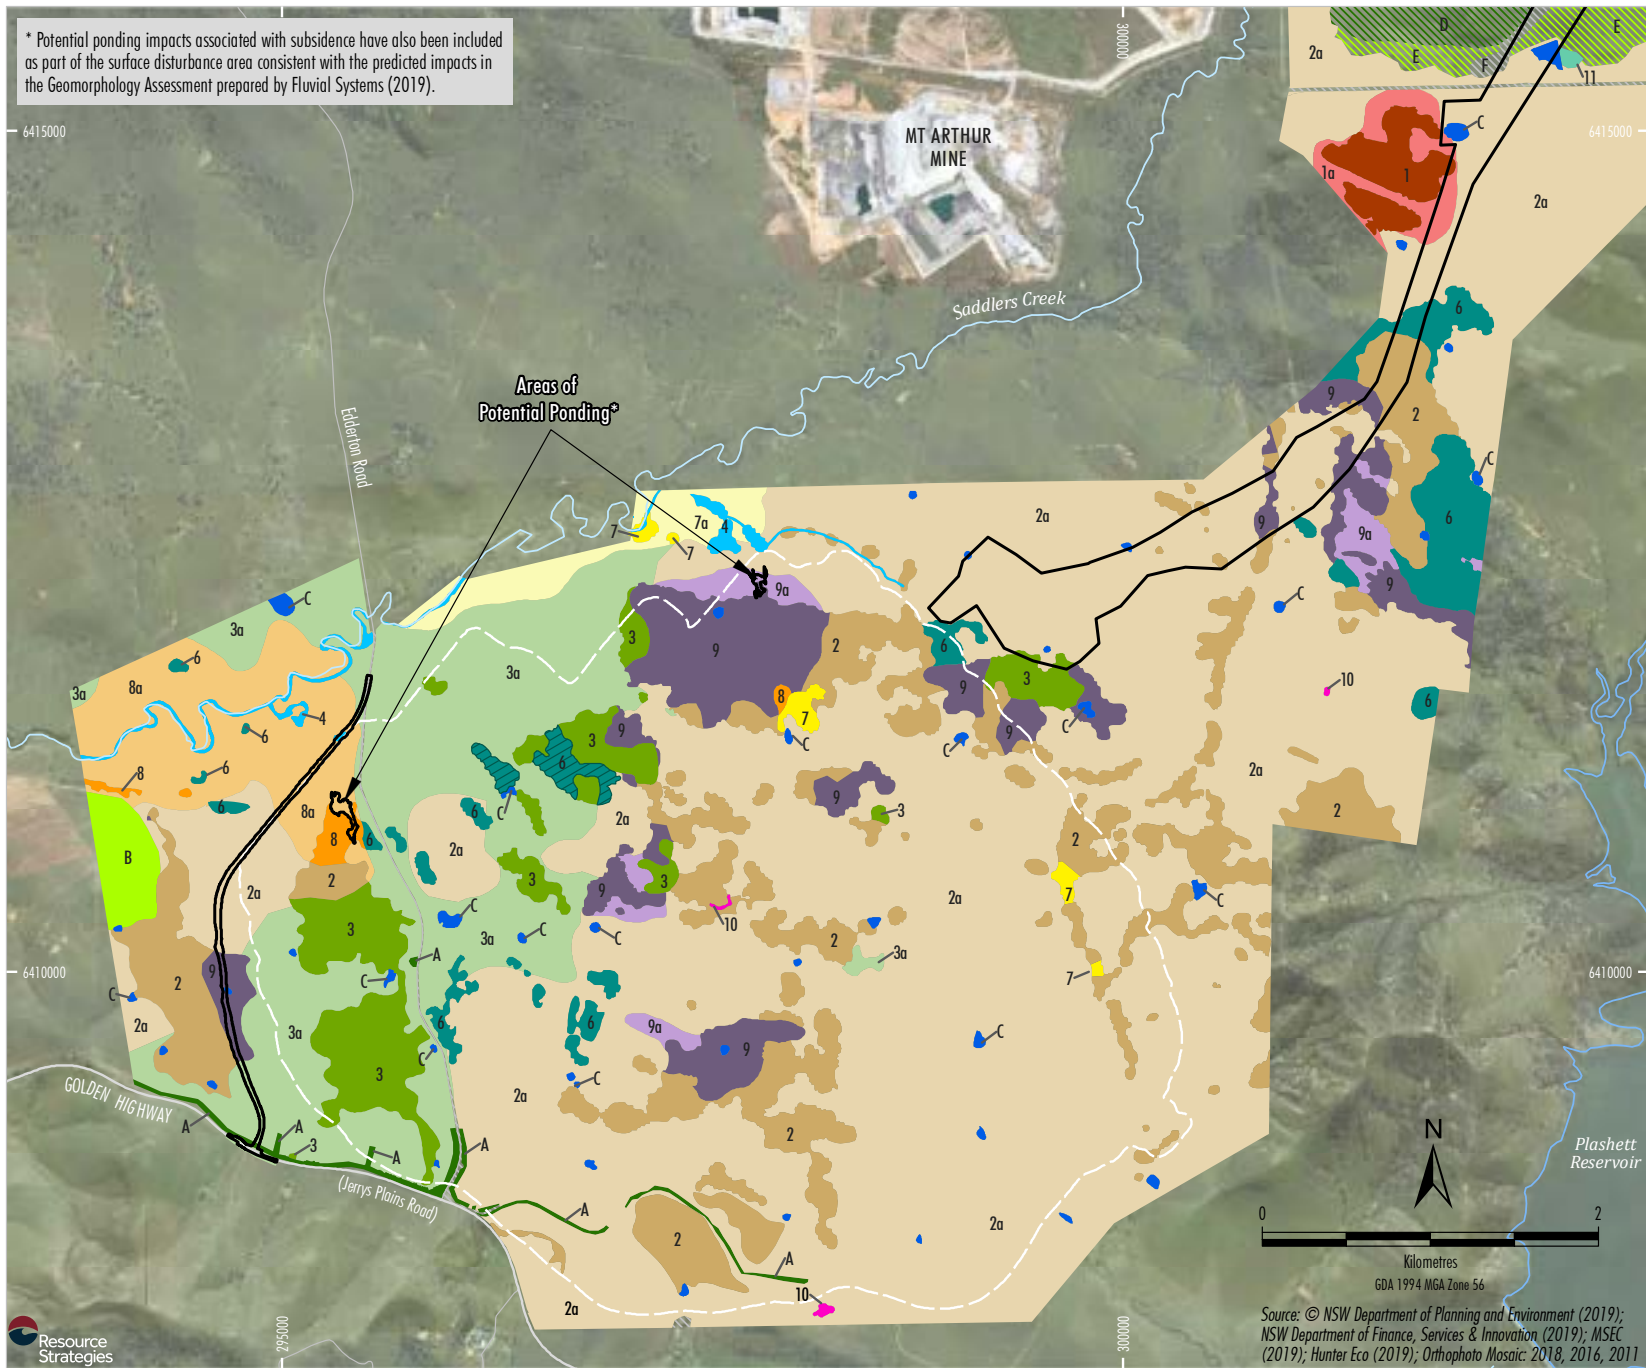 * Potential ponding impacts associated with subsidence have also been included
as part of the surface disturbance area consistent with the predicted impacts in
the Geomorphology Assessment prepared by Fluvial Systems (2019).
300000
2a
D
E
E
F
11
6415000
MT ARTHUR
MINE
C
6415000
1a
1
2a
Saddlers Creek
6
Areas of
Potential Ponding*
Edderton Road
9
2
C
7
7a
4
2a
9
9a
6
7
9a
9
C
3a
C
3
9
2
6
3
6
3a
3a
8a
9
8
7
10
6
4
6
C
C
9
C
3
9
6
2a
8
6
6
8a
C
6
2a
9
3
2
B
8
6
2a
2
2a
2
3
9
3
7
2a
2a
C
C
10
3
3a
C
C
2
3a
A
7
6410000
9
C
2
C
6410000
2a
3a
6
6
9a
9
C
C
3
C
2a
GOLDEN HIGHWAY
A
A
3
A
A
2
N
Plashett
Reservoir
(Jerrys Plains Road)
A
2
2a
0
2
A
Kilometres
GDA 1994 MGA Zone 56
10
2a
Source: © NSW Department of Planning and Environment (2019);
NSW Department of Finance, Services & Innovation (2019); MSEC
(2019); Hunter Eco (2019); Orthophoto Mosaic: 2018, 2016, 2011
Resource
Strategies
295000
300000